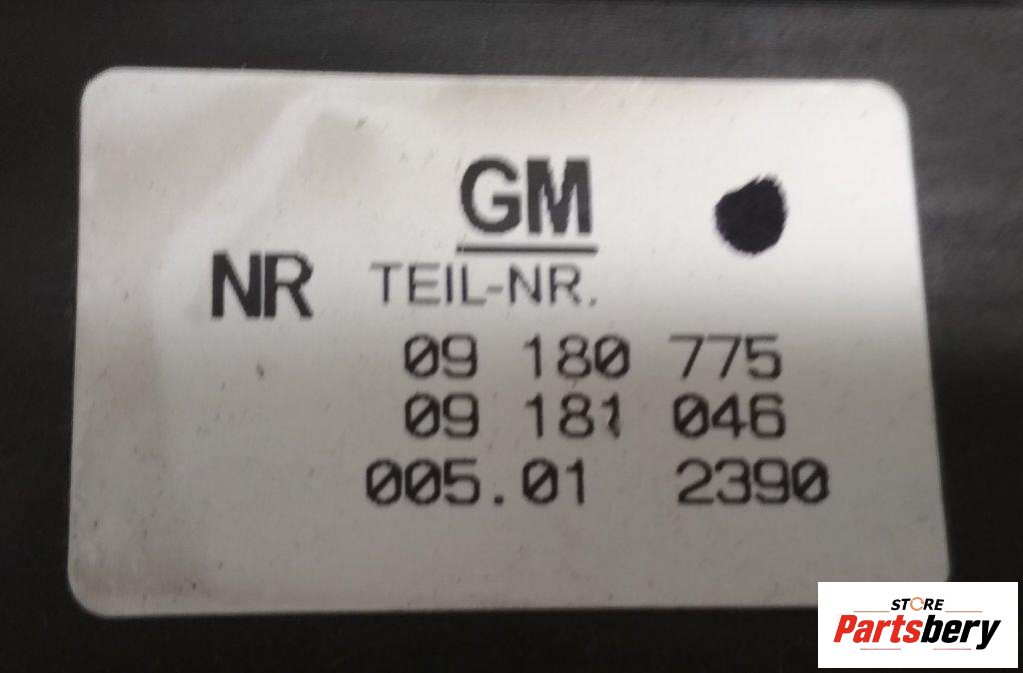 GM
NR TEIL-NR.
09 180 775
09 181 046
005.01 2390
STORE
Partsbery